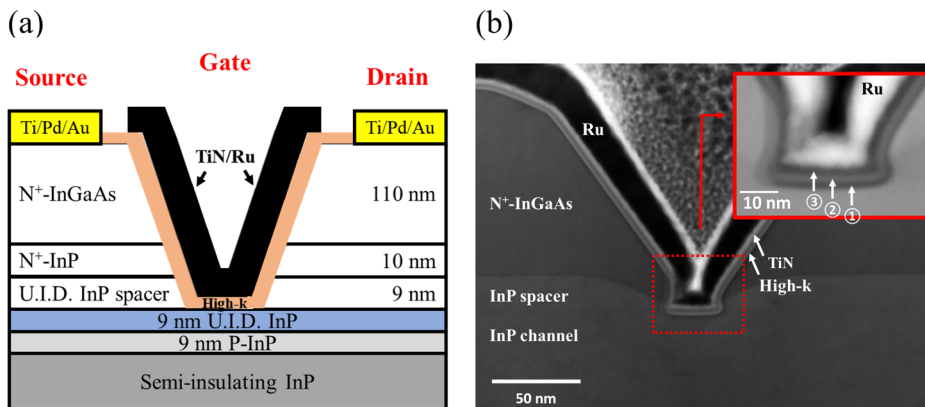 (a)
Source
Gate
Drain
Ti/Pd/Au
Ti/Pd/Au
TiN/Ru
N⁺-InGaAs
110 nm
N⁺-InP
10 nm
U.I.D. InP spacer
9 nm
High-k
9 nm U.I.D. InP
9 nm P-InP
Semi-insulating InP
(b)
Ru
N⁺-InGaAs
InP spacer
InP channel
50 nm
TiN
High-k
Ru
10 nm
③
②
①